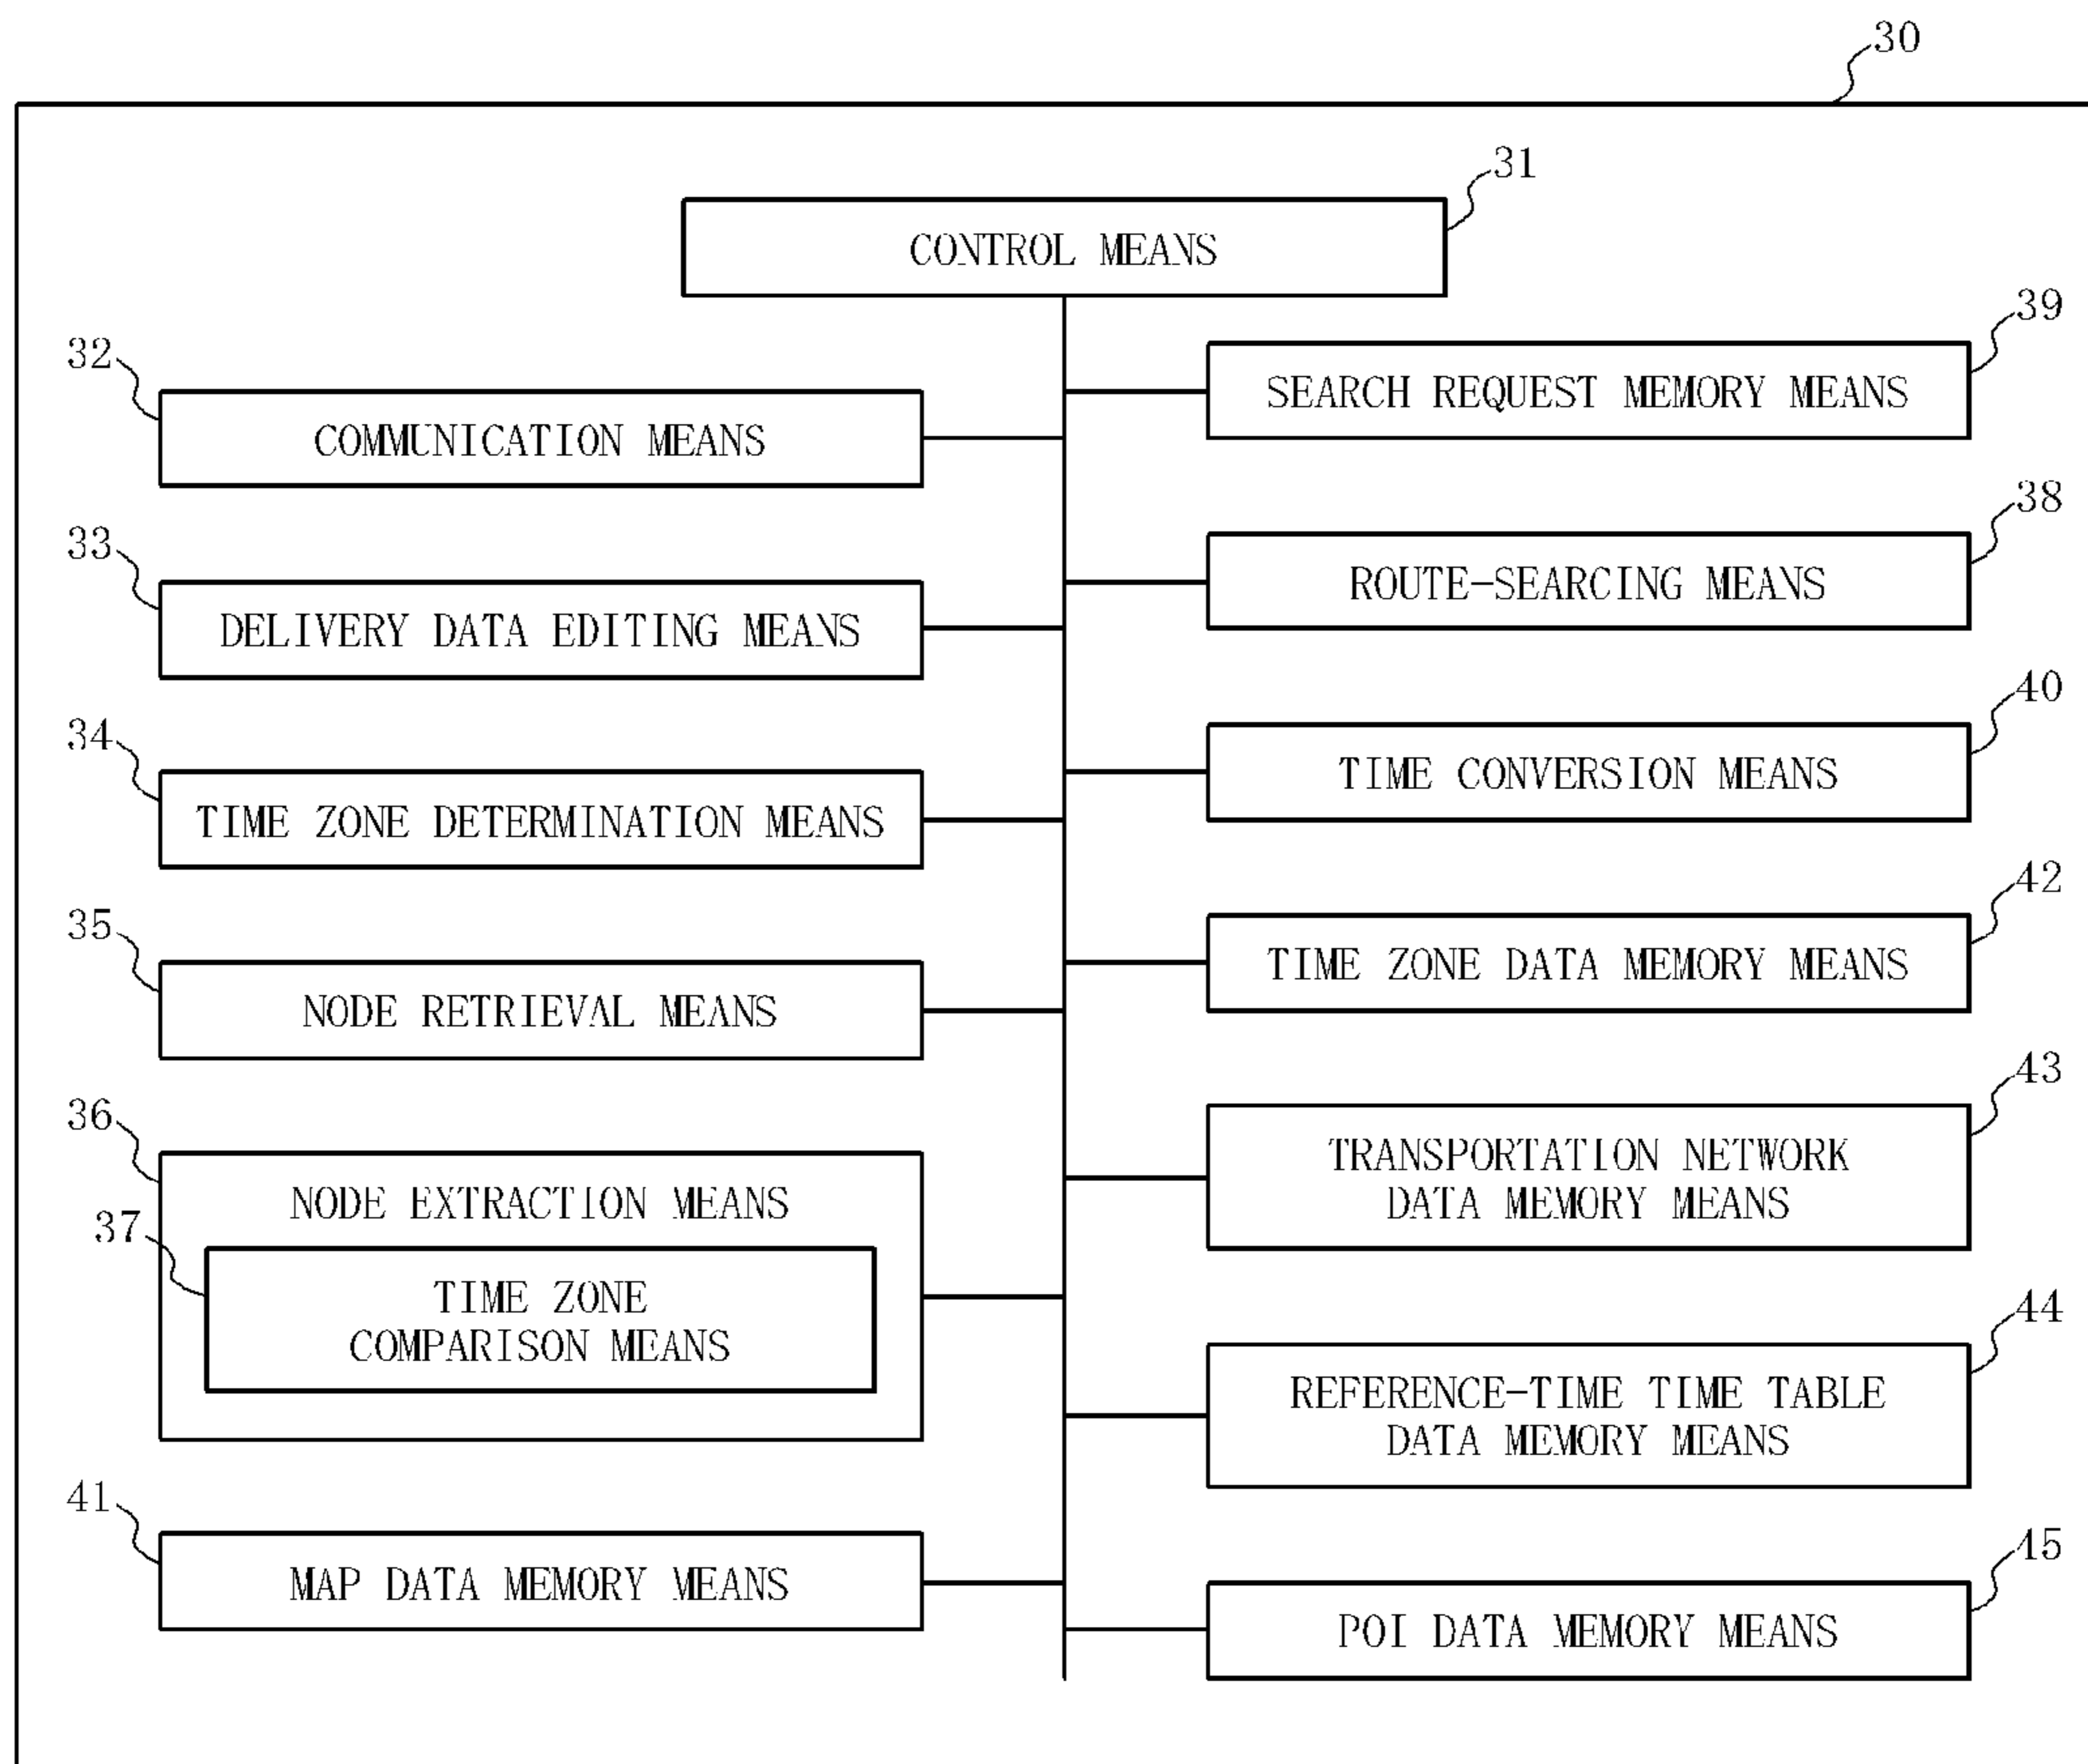 30
31
CONTROL MEANS
32
COMMUNICATION MEANS
33
DELIVERY DATA EDITING MEANS
34
TIME ZONE DETERMINATION MEANS
35
NODE RETRIEVAL MEANS
36
NODE EXTRACTION MEANS
37
TIME ZONE
COMPARISON MEANS
41
MAP DATA MEMORY MEANS
39
SEARCH REQUEST MEMORY MEANS
38
ROUTE-SEARCING MEANS
40
TIME CONVERSION MEANS
42
TIME ZONE DATA MEMORY MEANS
43
TRANSPORTATION NETWORK
DATA MEMORY MEANS
44
REFERENCE-TIME TIME TABLE
DATA MEMORY MEANS
45
POI DATA MEMORY MEANS